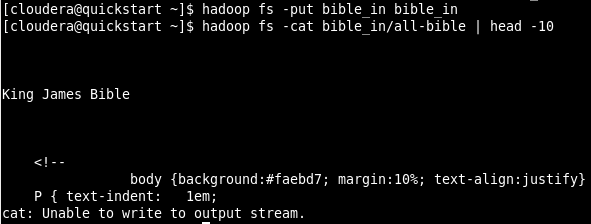 [cloudera@quickstart ~]$ hadoop fs -put bible_in bible_in
[cloudera@quickstart ~]$ hadoop fs -cat bible_in/all-bible | head -10
King James Bible
<!--
body {background:#faebd7; margin:10%; text-align:justify}
P { text-indent: 1em;
cat: Unable to write to output stream.